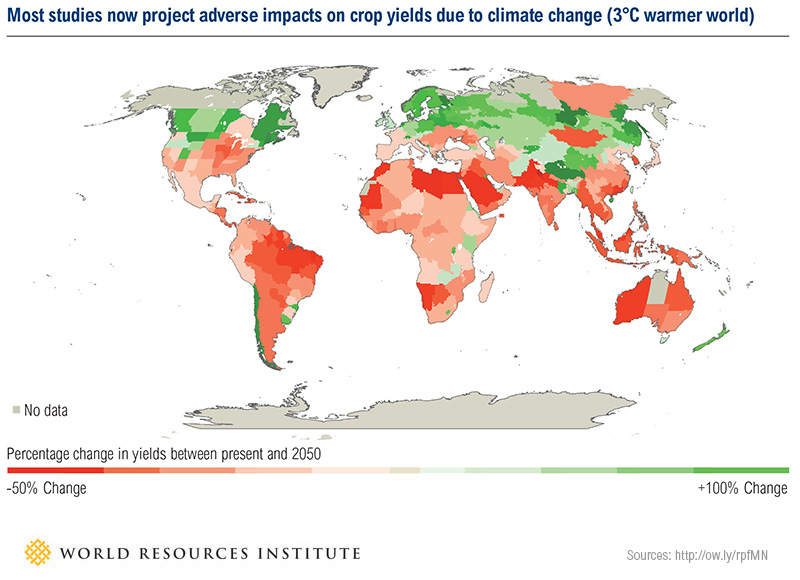 Most studies now project adverse impacts on crop yields due to climate change (3°C warmer world)
No data
Percentage change in yields between present and 2050
-50% Change
+100% Change
WORLD RESOURCES INSTITUTE
Sources: http://ow.ly/rpfMN